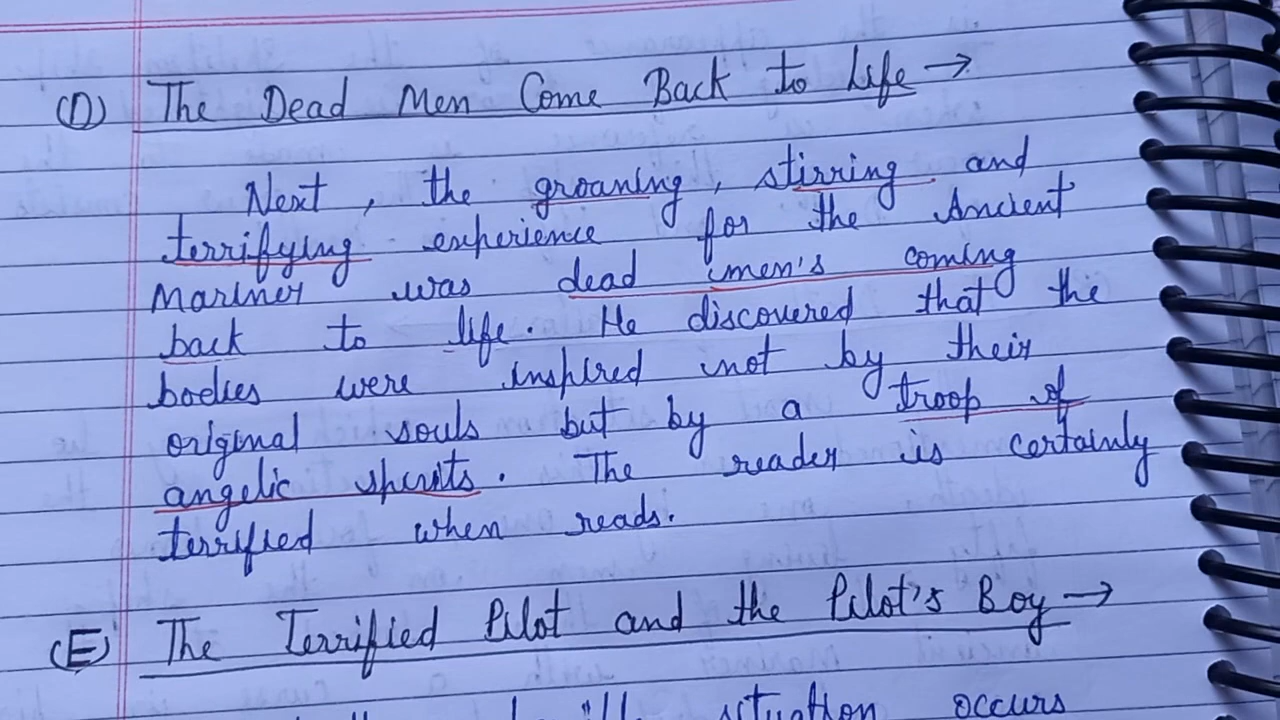 (D) The Dead Men Come Back to Life →
Next, the groaning, stirring and
terrifying experience for the Ancient
Mariner was dead men's coming
back to life. He discovered that the
bodies were inspired not by their
original souls but by a troop of
angelic spirits. The reader is certainly
terrified when reads.
(E) The Terrified Pilot and the Pilot's Boy →
situation occurs